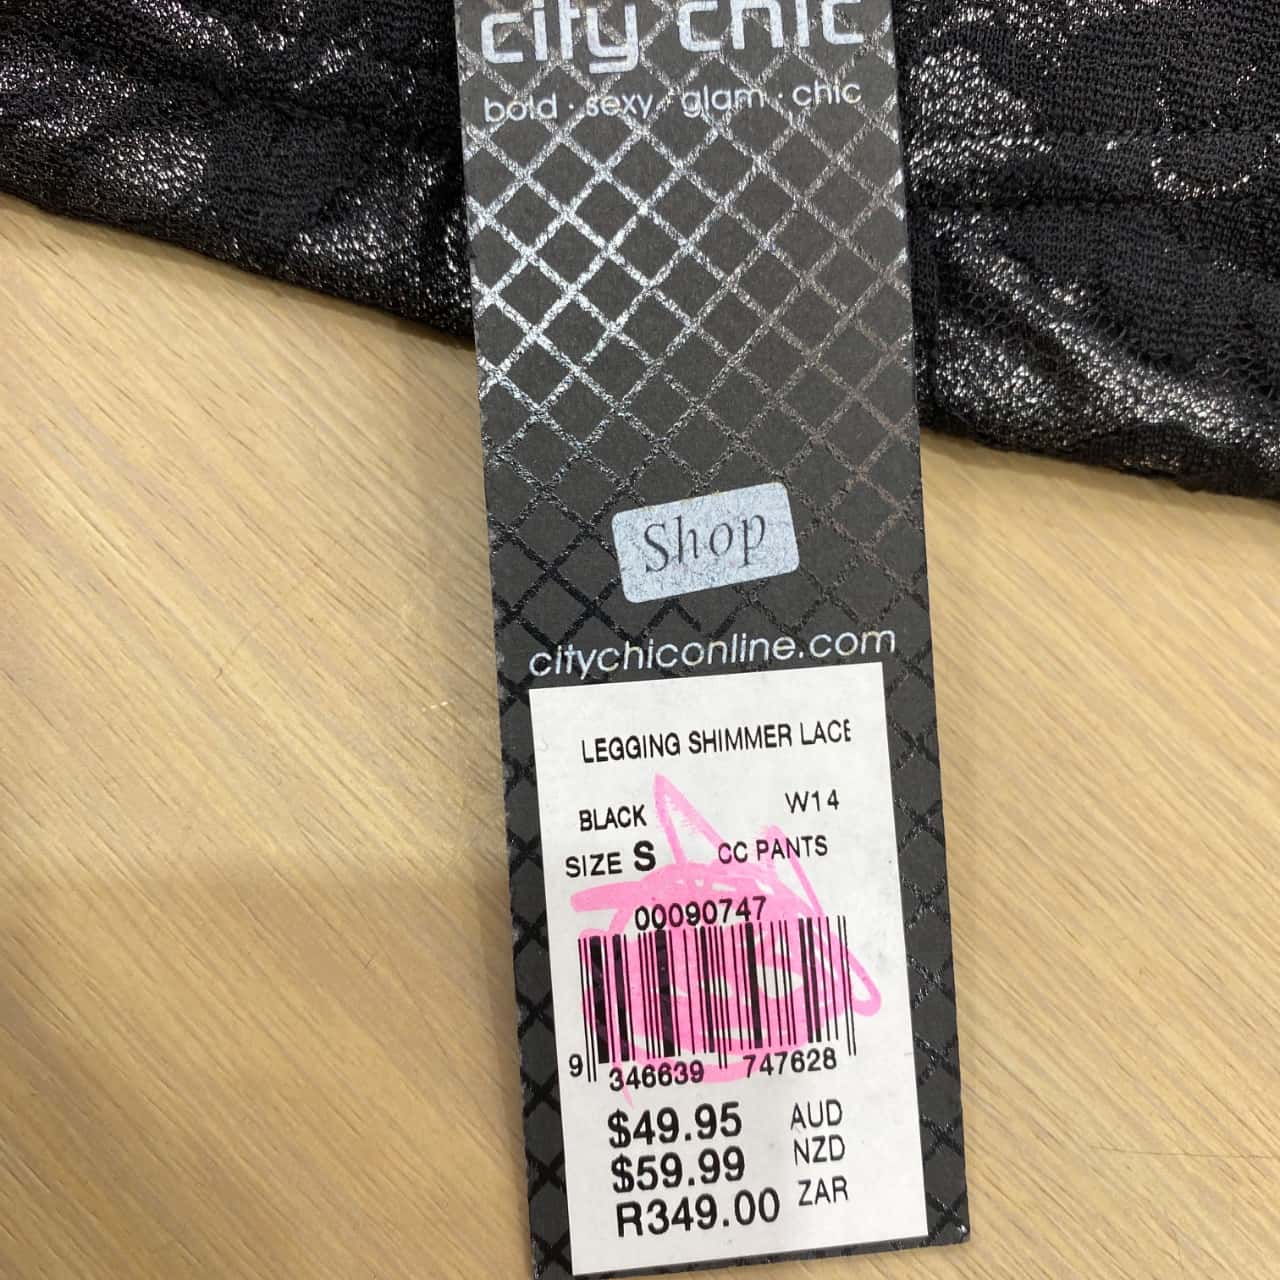 city chic
bold · sexy · glam · chic
Shop
citychiconline.com
LEGGING SHIMMER LACE
BLACK W14
SIZE S CC PANTS
00090747
9 346639 747628
$49.95 AUD
$59.99 NZD
R349.00 ZAR